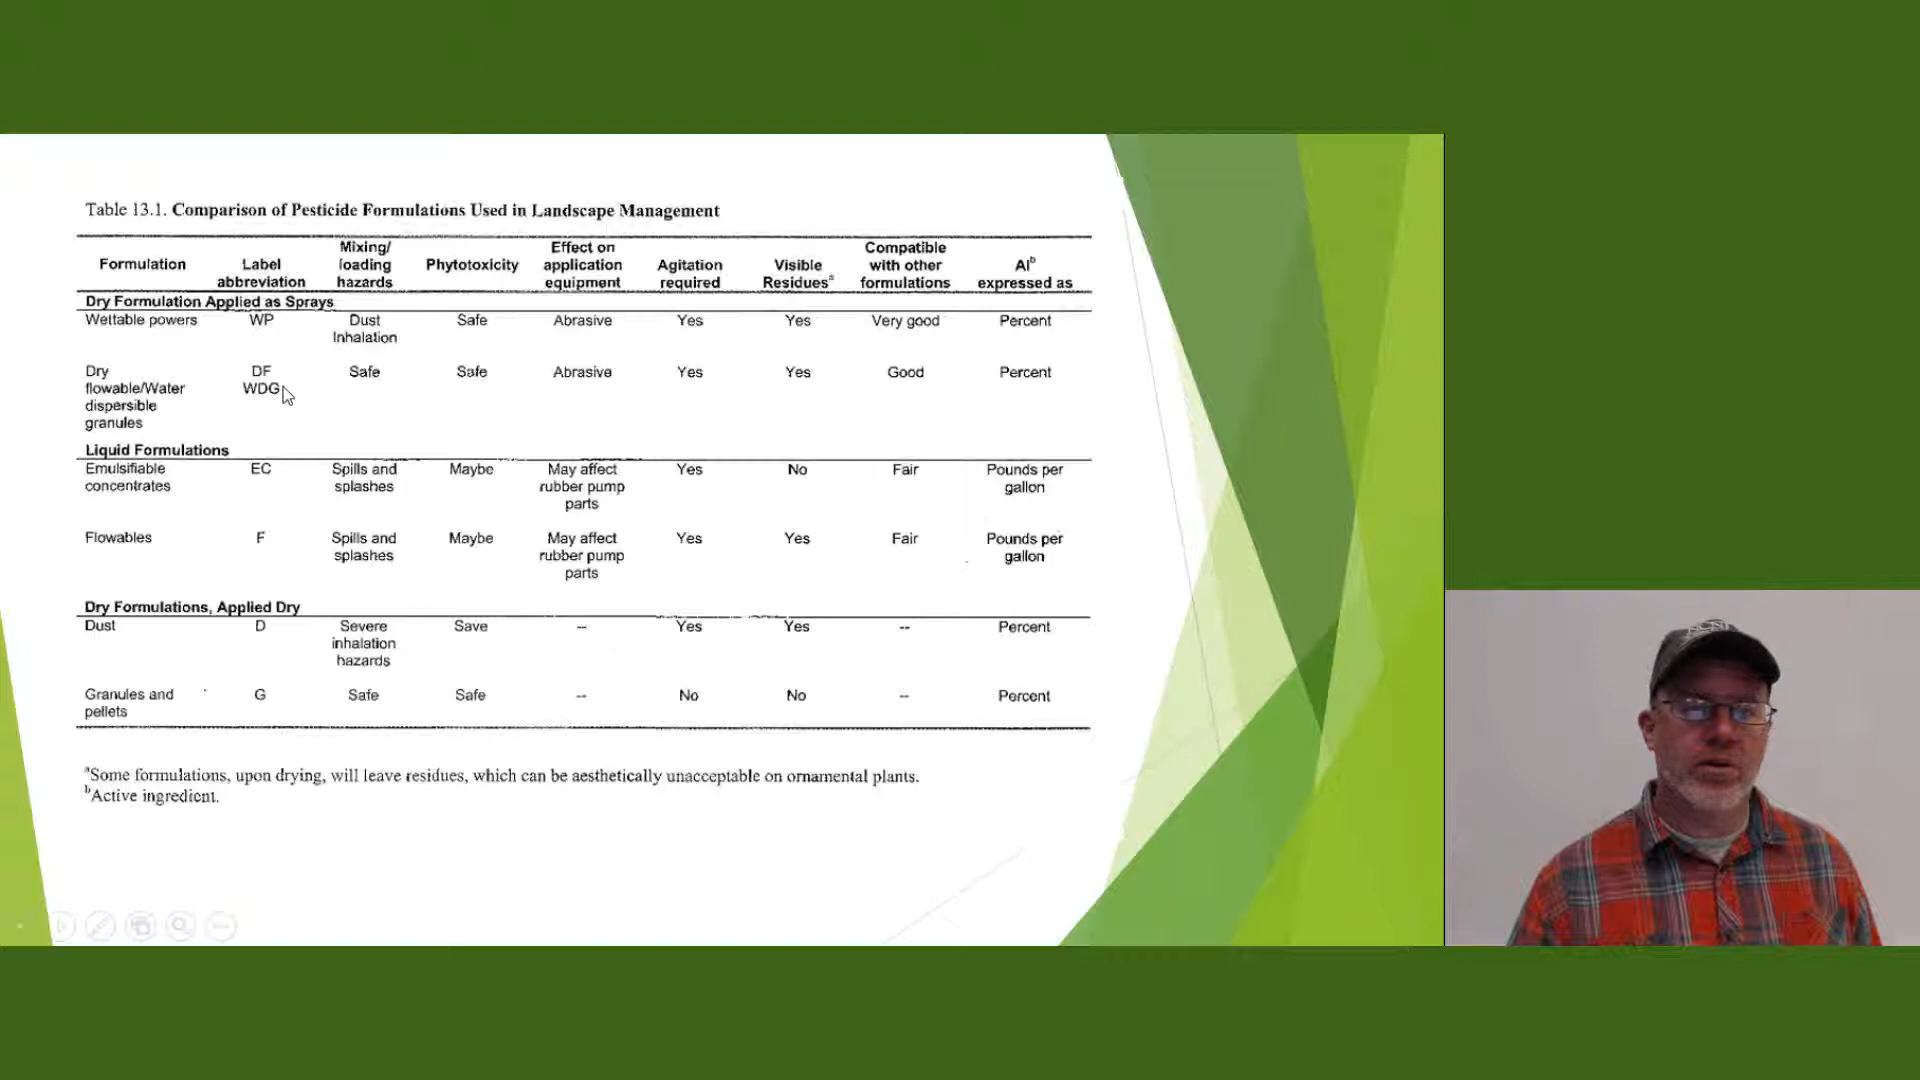 Table 13.1. Comparison of Pesticide Formulations Used in Landscape Management
Formulation Label abbreviation Mixing/ loading hazards Phytotoxicity Effect on application equipment Agitation required Visible Residuesa Compatible with other formulations AIb expressed as
Dry Formulation Applied as Sprays
Wettable powers WP Dust Inhalation Safe Abrasive Yes Yes Very good Percent
Dry flowable/Water dispersible granules DF WDG Safe Safe Abrasive Yes Yes Good Percent
Liquid Formulations
Emulsifiable concentrates EC Spills and splashes Maybe May affect rubber pump parts Yes No Fair Pounds per gallon
Flowables F Spills and splashes Maybe May affect rubber pump parts Yes Yes Fair Pounds per gallon
Dry Formulations, Applied Dry
Dust D Severe inhalation hazards Save -- Yes Yes -- Percent
Granules and pellets G Safe Safe -- No No -- Percent
aSome formulations, upon drying, will leave residues, which can be aesthetically unacceptable on ornamental plants.
bActive ingredient.